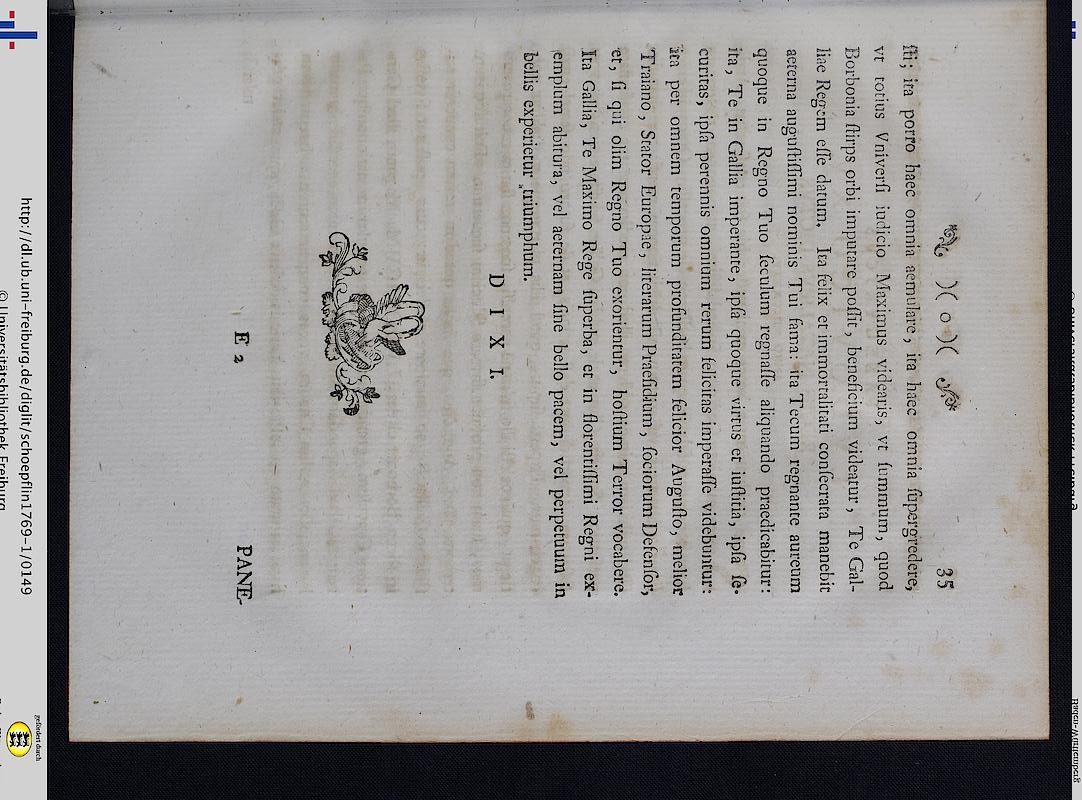 )( o )( 35
ſti; ita porro haec omnia aemulare, ita haec omnia ſupergredere,
vt totius Vniverſi iudicio Maximus videaris, vt ſummum, quod
Borbonia ſtirps orbi imputare poſſit, beneficium videatur, Te Gal-
liae Regem eſſe datum. Ita felix et immortalitati conſecrata manebit
aeterna auguſtiſſimi nominis Tui fama: ita Tecum regnante aureum
quoque in Regno Tuo ſeculum regnaſſe aliquando praedicabitur:
ita, Te in Gallia imperante, ipſa quoque virtus et iuſtitia, ipſa ſe-
curitas, ipſa perennis omnium rerum felicitas imperaſſe videbuntur:
ita per omnem temporum profunditatem felicior Auguſto, melior
Traiano, Stator Europae, literarum Praeſidium, ſociorum Defenſor,
et, ſi qui olim Regno Tuo exorientur, hoſtium Terror vocabere.
Ita Gallia, Te Maximo Rege ſuperba, et in florentiſſimi Regni ex-
emplum abitura, vel aeternam ſine bello pacem, vel perpetuum in
bellis experietur triumphum.
D I X I.
E 2 PANE-
http://dl.ub.uni-freiburg.de/diglit/schoepflin1769-1/0149
© Universitätsbibliothek Freiburg
gefördert durch